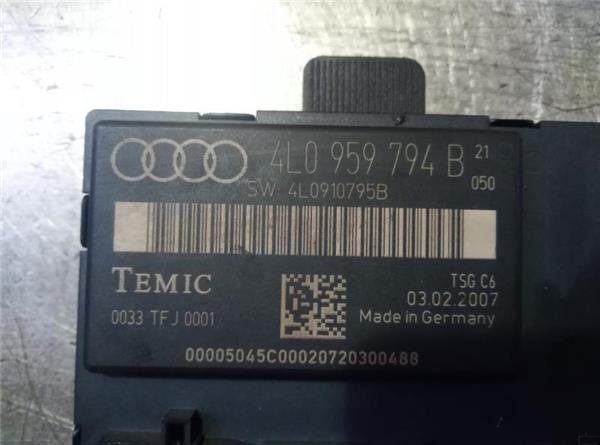 4L0 959 794 B 21
050
SW: 4L0910795B
TEMIC
TSG C6
03.02.2007
0033 TFJ 0001
Made in Germany
00005045C00020720300488